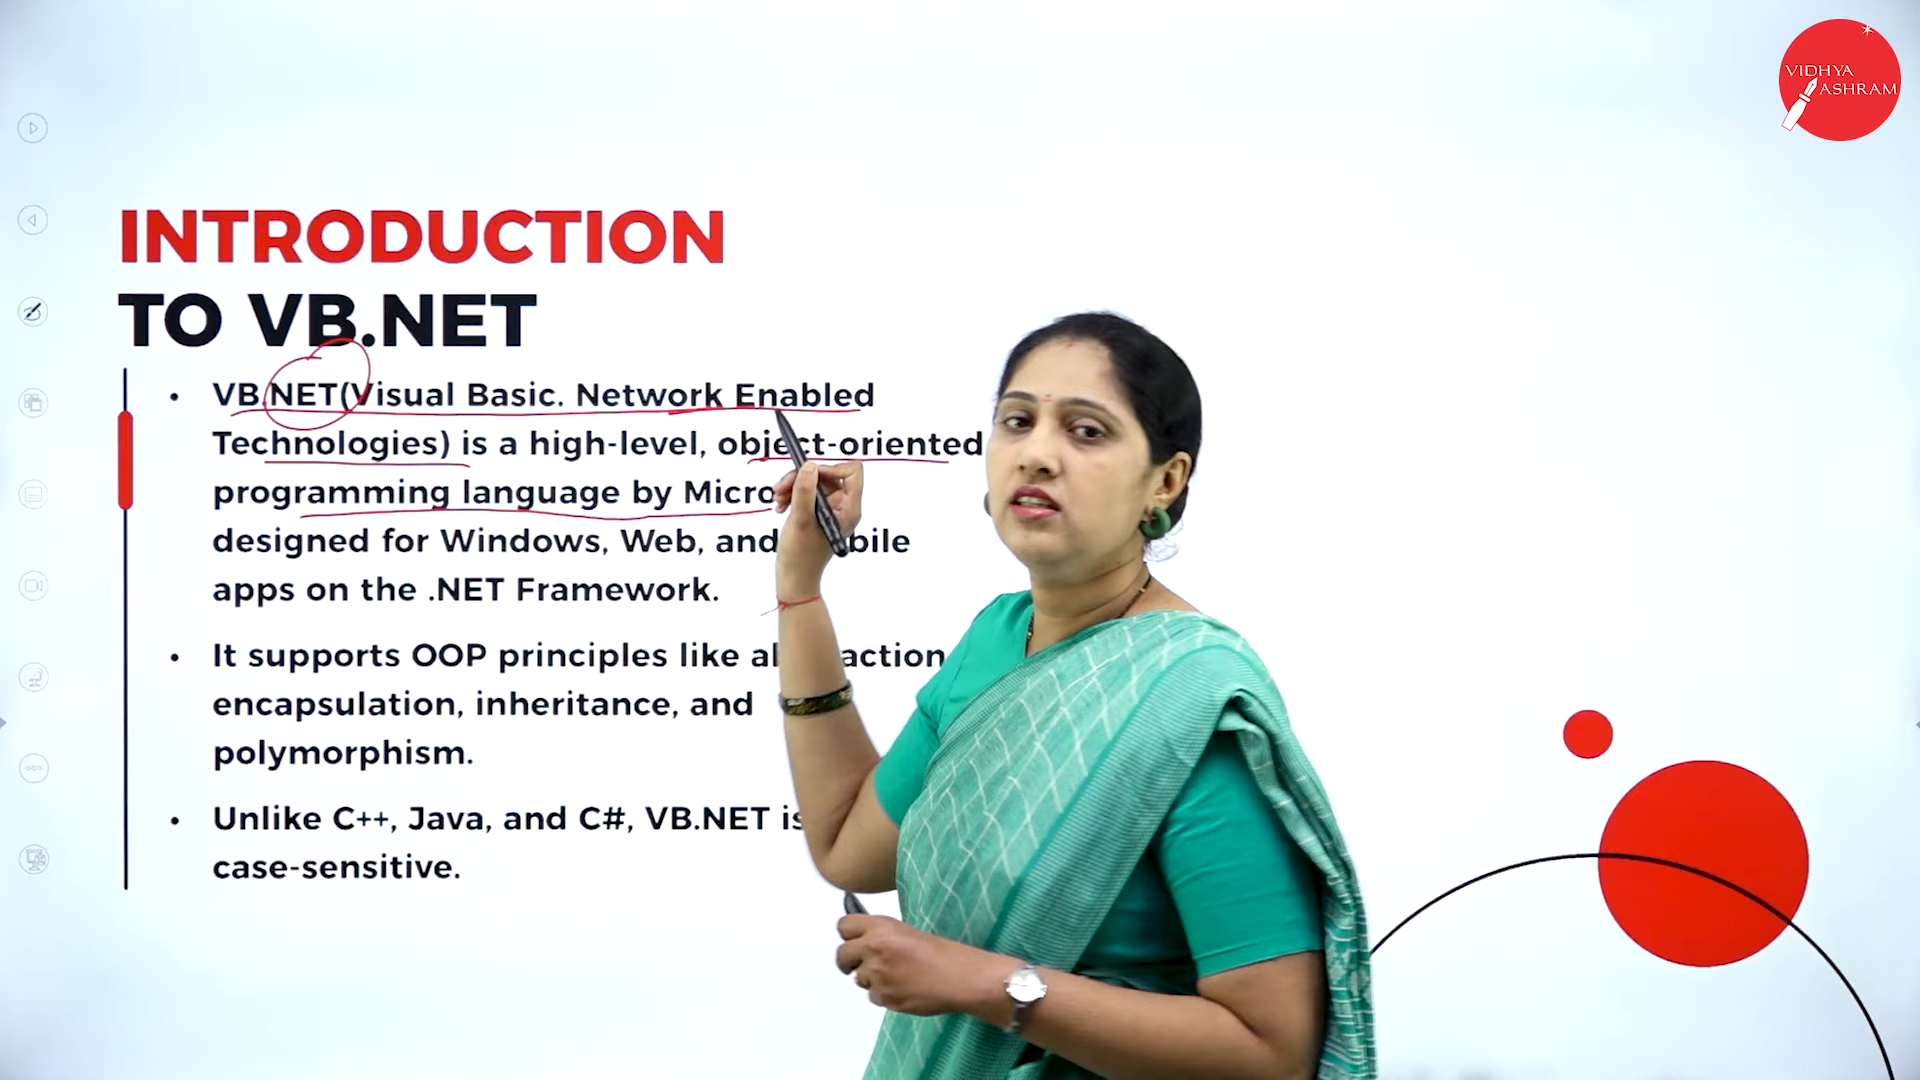 VIDHYA
ASHRAM
INTRODUCTION
TO VB.NET
• VB.NET(Visual Basic. Network Enabled
Technologies) is a high-level, object-oriented
programming language by Micro
designed for Windows, Web, and bile
apps on the .NET Framework.
• It supports OOP principles like al action
encapsulation, inheritance, and
polymorphism.
• Unlike C++, Java, and C#, VB.NET is
case-sensitive.